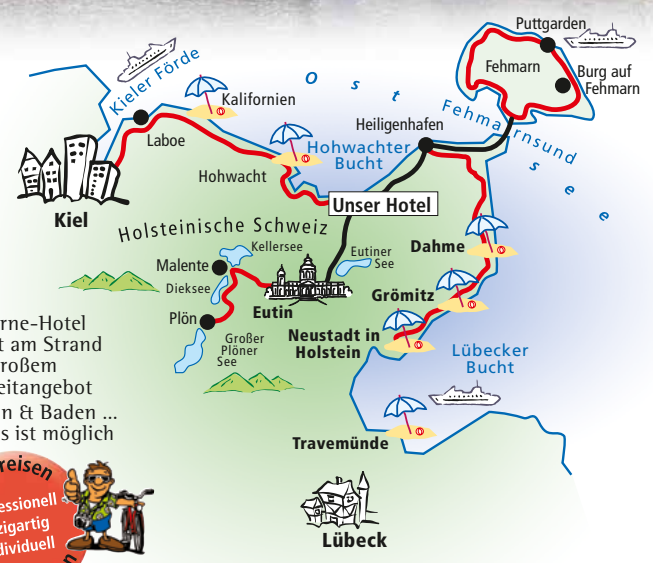 Puttgarden
Fehmarn
Burg auf
Fehmarn
Kieler Förde
Kalifornien
Ostsee
Fehmarnsund
Laboe
Heiligenhafen
Hohwachter
Bucht
Hohwacht
Kiel
Unser Hotel
Holsteinische Schweiz
Kellersee
Eutiner
See
Dahme
Malente
Dieksee
Grömitz
Eutin
Plön
Neustadt in
Holstein
Großer
Plöner
See
Lübecker
Bucht
Travemünde
Lübeck
rne-Hotel
t am Strand
roßem
eitangebot
n & Baden ...
s ist möglich
reisen
essionell
zigartig
dividuell
n